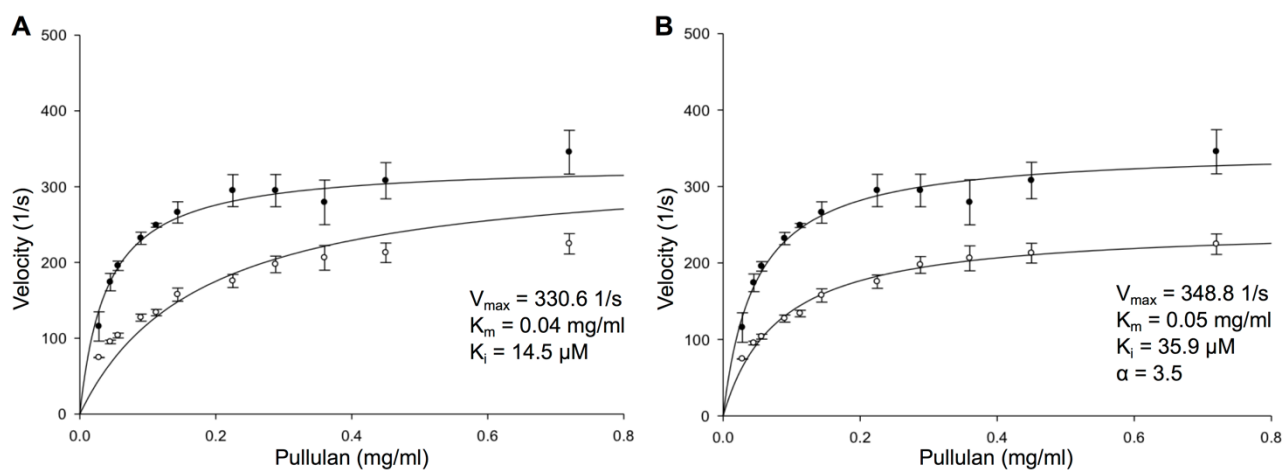 A
500
400
300
200
100
0
Velocity (1/s)
0.0
0.2
0.4
0.6
0.8
Pullulan (mg/ml)
Vmax = 330.6 1/s
Km = 0.04 mg/ml
Ki = 14.5 µM
B
500
400
300
200
100
0
Velocity (1/s)
0.0
0.2
0.4
0.6
0.8
Pullulan (mg/ml)
Vmax = 348.8 1/s
Km = 0.05 mg/ml
Ki = 35.9 µM
α = 3.5